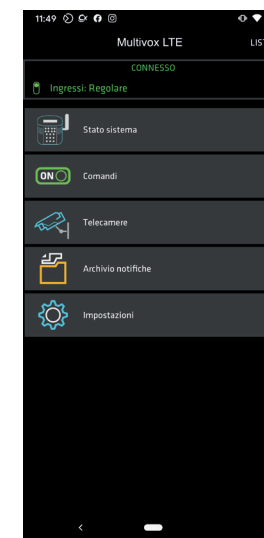 11:49
Multivox LTE
LIST
CONNESSO
Ingressi: Regolare
Stato sistema
ON
Comandi
Telecamere
Archivio notifiche
Impostazioni